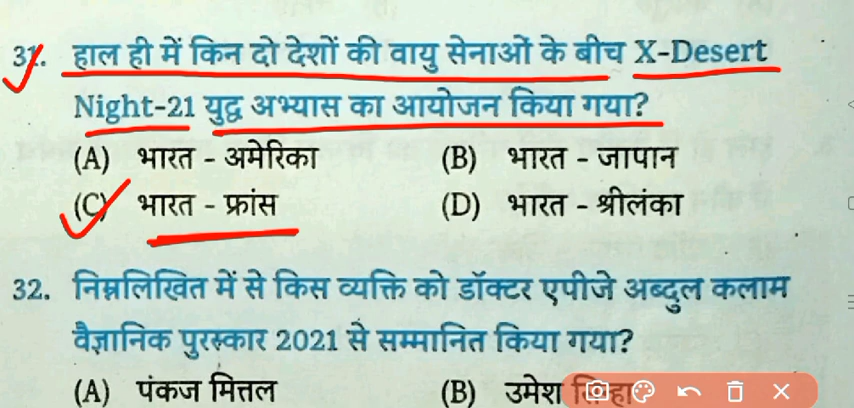 31. हाल ही में किन दो देशों की वायु सेनाओं के बीच X-Desert
Night-21 युद्ध अभ्यास का आयोजन किया गया?
(A) भारत - अमेरिका (B) भारत - जापान
(C) भारत - फ्रांस (D) भारत - श्रीलंका
32. निम्नलिखित में से किस व्यक्ति को डॉक्टर एपीजे अब्दुल कलाम
वैज्ञानिक पुरस्कार 2021 से सम्मानित किया गया?
(A) पंकज मित्तल (B) उमेश